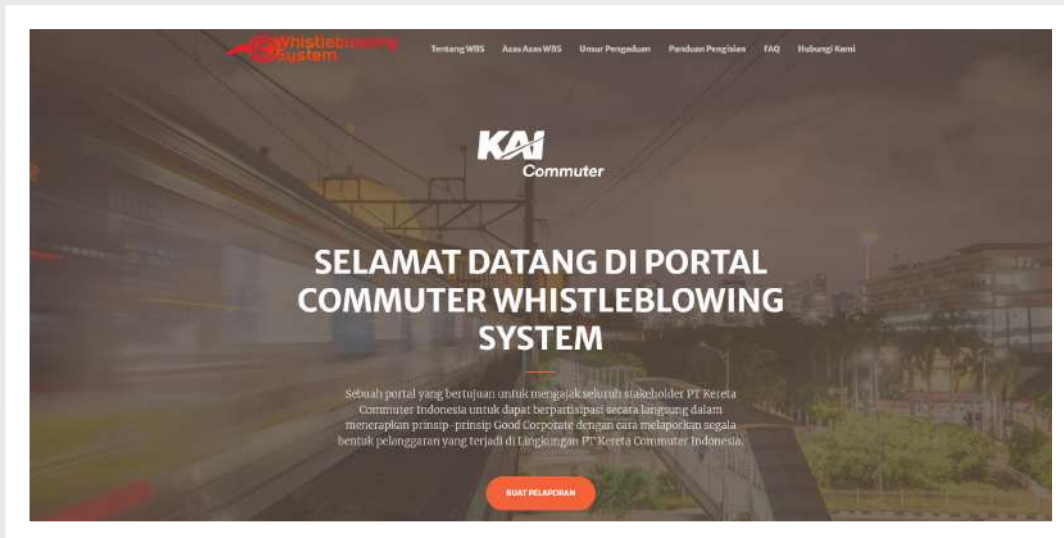 Whistleblowing
System
Tentang WBS Azas Azas WBS Unsur Pengaduan Panduan Pengisian FAQ Hubungi Kami
KAI
Commuter
SELAMAT DATANG DI PORTAL
COMMUTER WHISTLEBLOWING
SYSTEM
Sebuah portal yang bertujuan untuk mengajak seluruh stakeholder PT Kereta
Commuter Indonesia untuk dapat berpartisipasi secara langsung dalam
menerapkan prinsip-prinsip Good Corporate dengan cara melaporkan segala
bentuk pelanggaran yang terjadi di Lingkungan PT Kereta Commuter Indonesia.
BUAT PELAPORAN